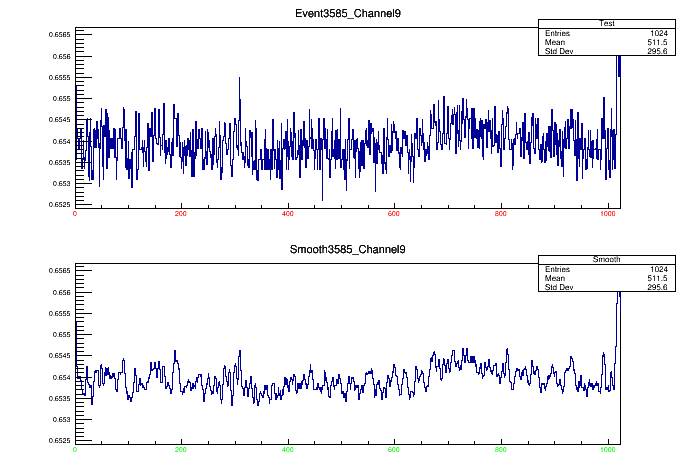 Event3585_Channel9
Test
Entries 1024
Mean 511.5
Std Dev 295.6
0.6565
0.656
0.6555
0.655
0.6545
0.654
0.6535
0.653
0.6525
0 200 400 600 800 1000
Smooth3585_Channel9
Smooth
Entries 1024
Mean 511.5
Std Dev 295.6
0.6565
0.656
0.6555
0.655
0.6545
0.654
0.6535
0.653
0.6525
0 200 400 600 800 1000